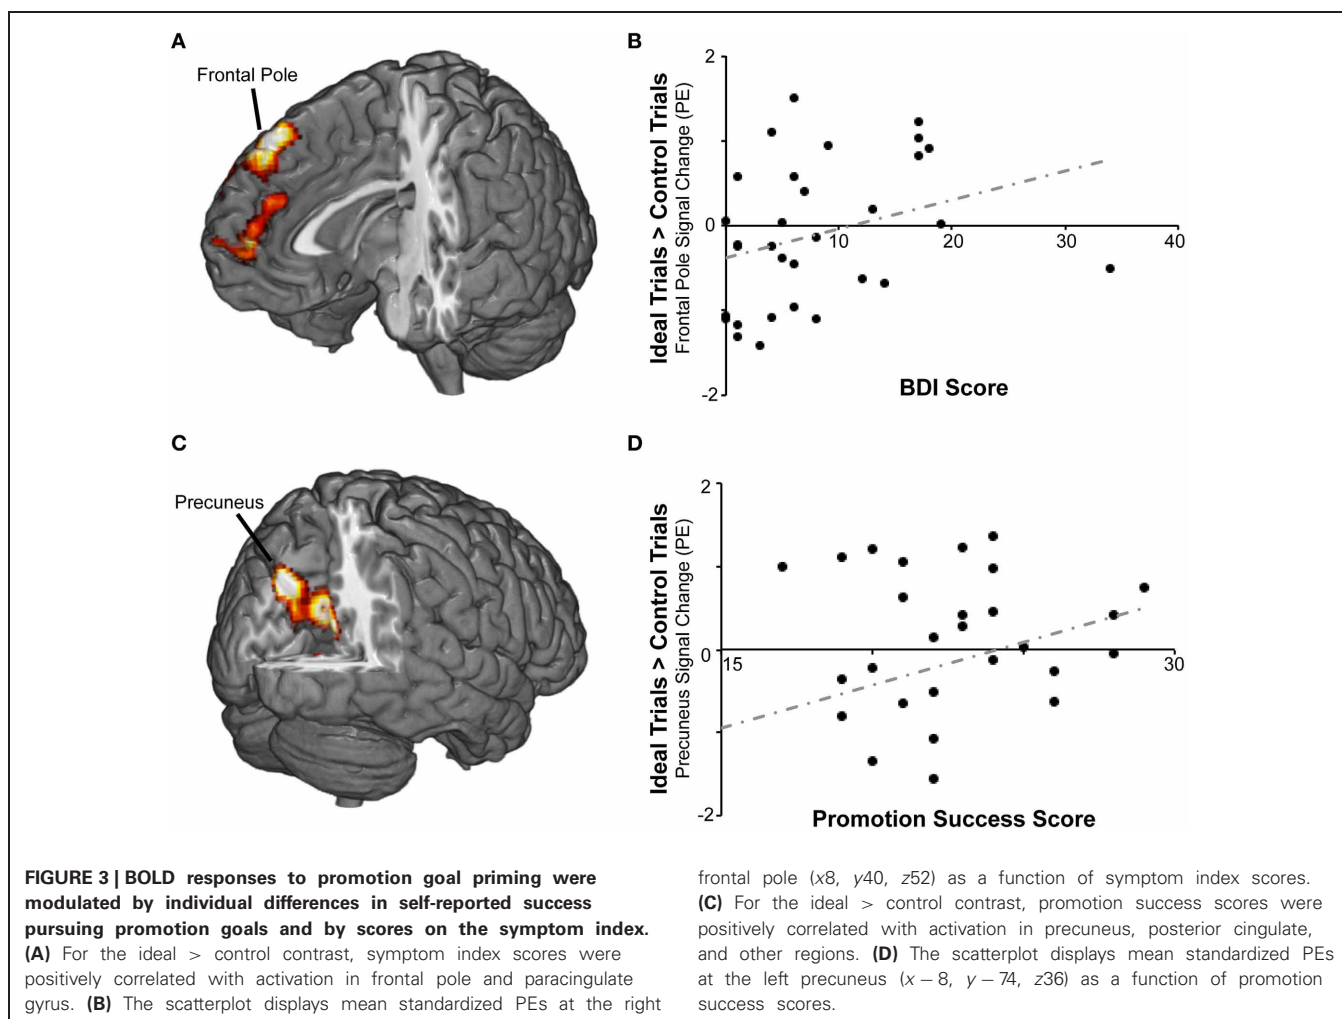 A
Frontal Pole
B
2
0
-2
10
20
30
40
Ideal Trials > Control Trials
Frontal Pole Signal Change (PE)
BDI Score
C
Precuneus
D
2
0
-2
15
30
Ideal Trials > Control Trials
Precuneus Signal Change (PE)
Promotion Success Score
FIGURE 3 | BOLD responses to promotion goal priming were
modulated by individual differences in self-reported success
pursuing promotion goals and by scores on the symptom index.
(A) For the ideal > control contrast, symptom index scores were
positively correlated with activation in frontal pole and paracingulate
gyrus. (B) The scatterplot displays mean standardized PEs at the right
frontal pole (x8, y40, z52) as a function of symptom index scores.
(C) For the ideal > control contrast, promotion success scores were
positively correlated with activation in precuneus, posterior cingulate,
and other regions. (D) The scatterplot displays mean standardized PEs
at the left precuneus (x − 8, y − 74, z36) as a function of promotion
success scores.